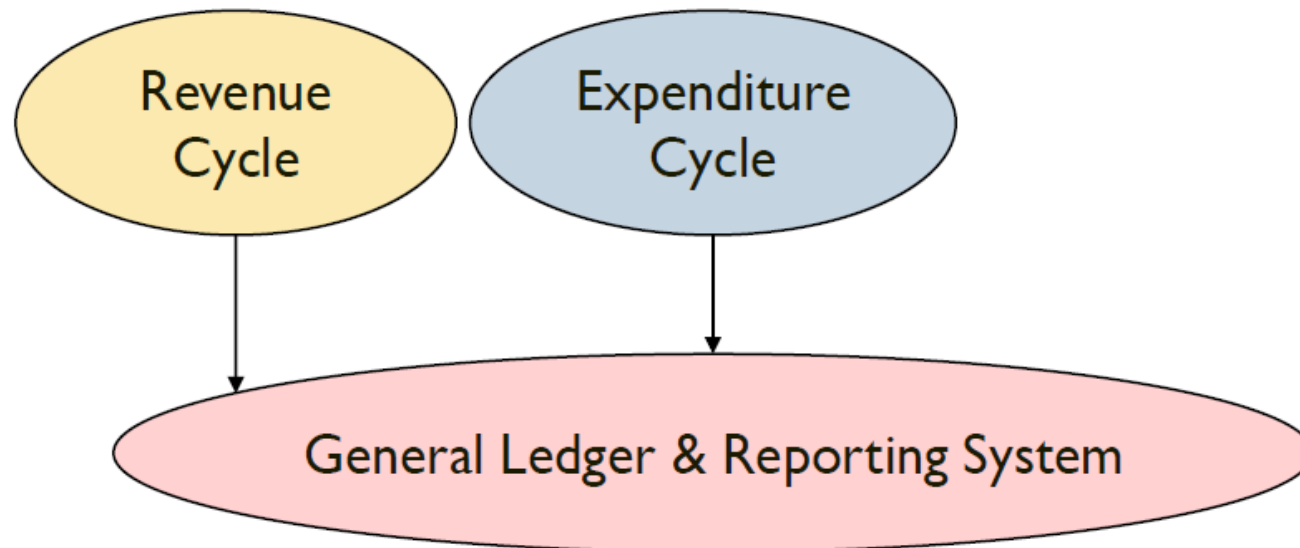 Revenue
Cycle
Expenditure
Cycle
General Ledger & Reporting System